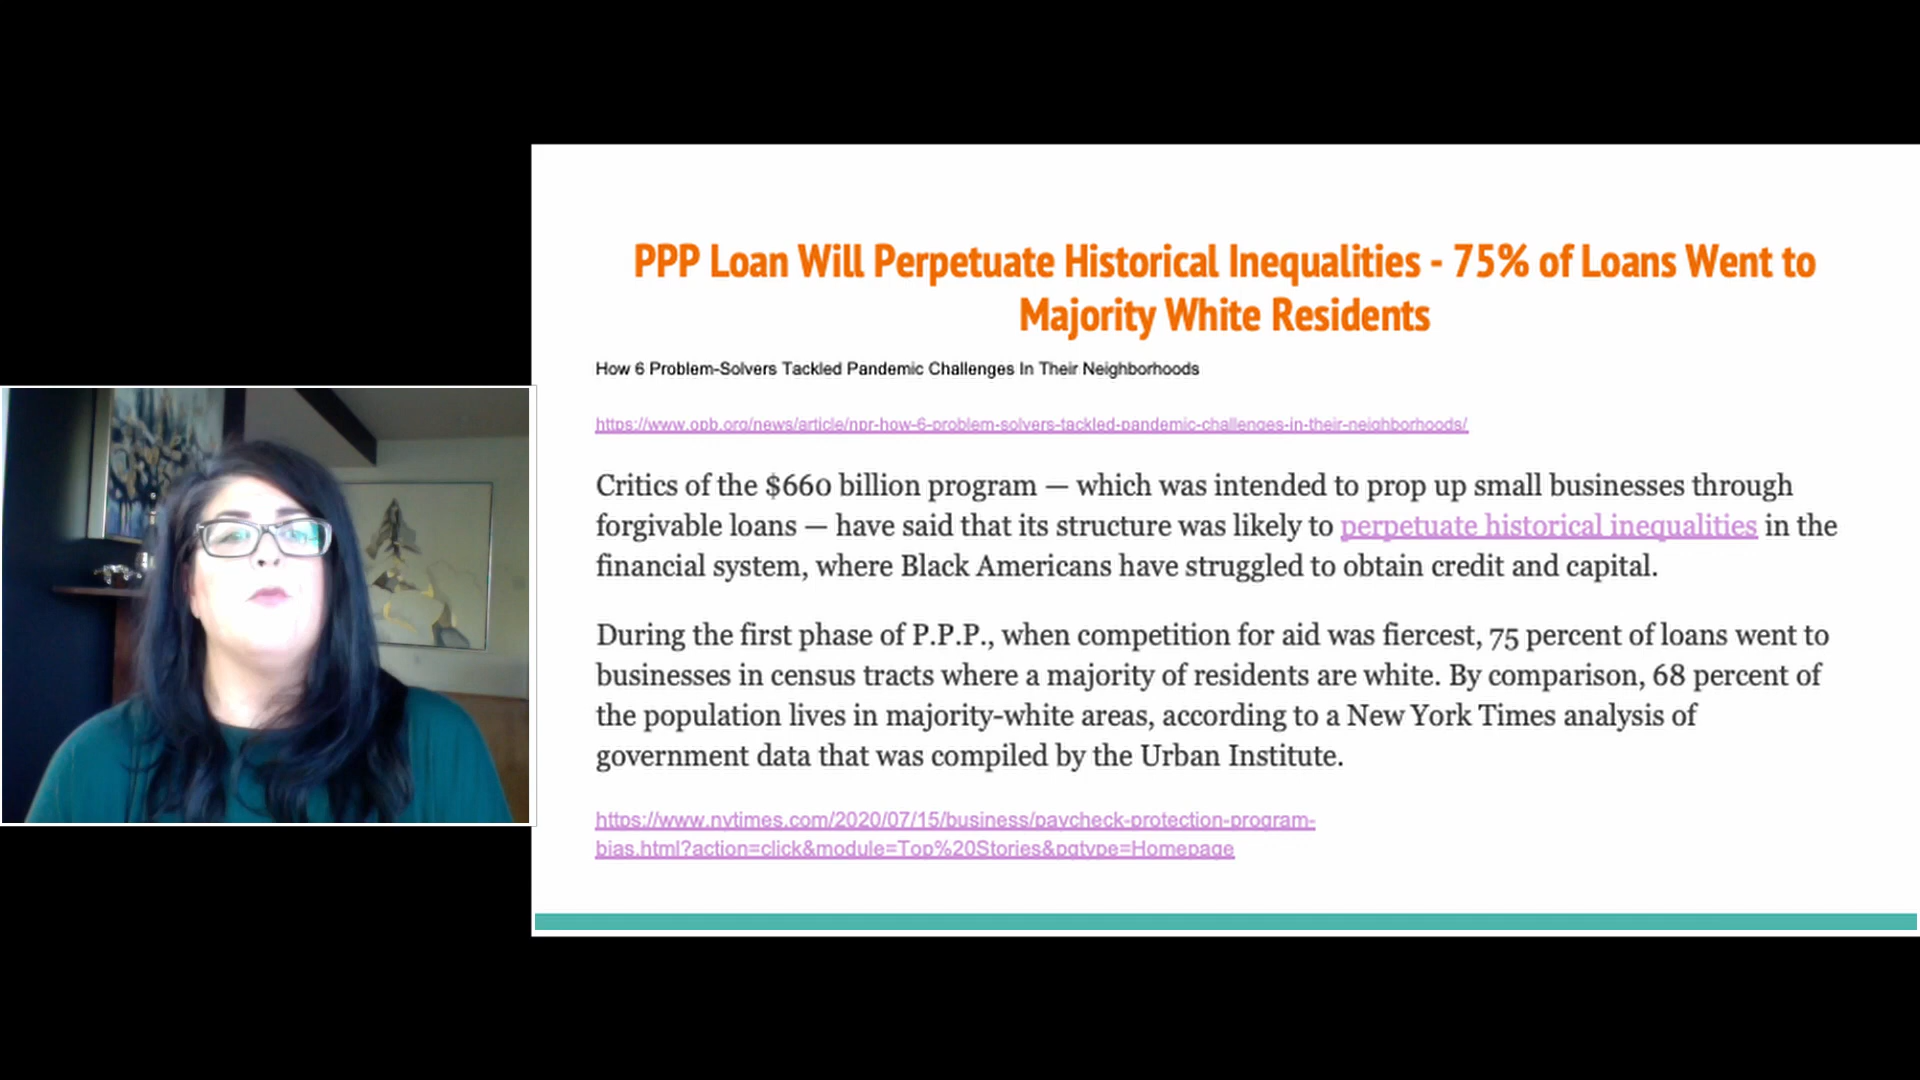 PPP Loan Will Perpetuate Historical Inequalities - 75% of Loans Went to
Majority White Residents
How 6 Problem-Solvers Tackled Pandemic Challenges In Their Neighborhoods
https://www.opb.org/news/article/npr-how-6-problem-solvers-tackled-pandemic-challenges-in-their-neighborhoods/
Critics of the $660 billion program — which was intended to prop up small businesses through
forgivable loans — have said that its structure was likely to perpetuate historical inequalities in the
financial system, where Black Americans have struggled to obtain credit and capital.
During the first phase of P.P.P., when competition for aid was fiercest, 75 percent of loans went to
businesses in census tracts where a majority of residents are white. By comparison, 68 percent of
the population lives in majority-white areas, according to a New York Times analysis of
government data that was compiled by the Urban Institute.
https://www.nytimes.com/2020/07/15/business/paycheck-protection-program-
bias.html?action=click&module=Top%20Stories&pgtype=Homepage